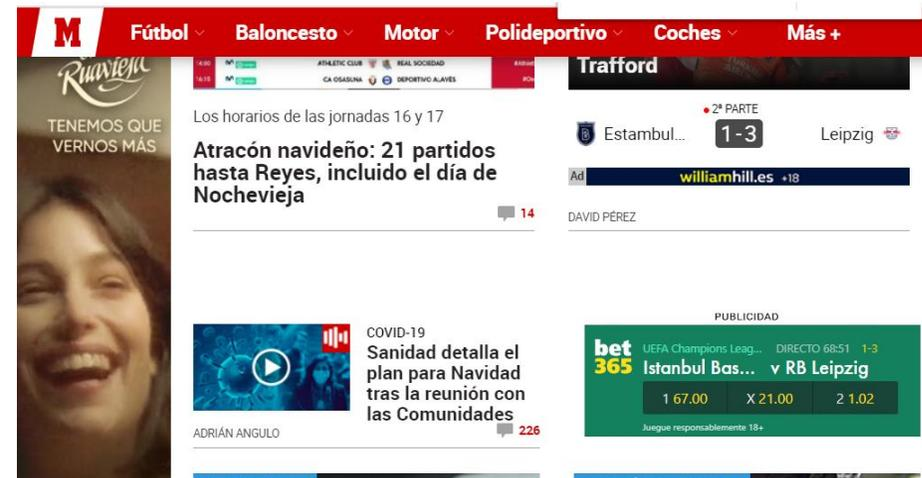 M
Fútbol
Baloncesto
Motor
Polideportivo
Coches
Más +
Ruavieja
TENEMOS QUE
VERNOS MÁS
14:00 ATHLETIC CLUB REAL SOCIEDAD
16:15 CA OSASUNA DEPORTIVO ALAVÉS
Los horarios de las jornadas 16 y 17
Atracón navideño: 21 partidos
hasta Reyes, incluido el día de
Nochevieja
14
Trafford
2ª PARTE
Estambul... 1-3 Leipzig
Ad williamhill.es +18
DAVID PÉREZ
COVID-19
Sanidad detalla el
plan para Navidad
tras la reunión con
las Comunidades
ADRIÁN ANGULO 226
PUBLICIDAD
bet
365
UEFA Champions Leag... DIRECTO 68:51 1-3
Istanbul Bas... v RB Leipzig
1 67.00 X 21.00 2 1.02
Juegue responsablemente 18+